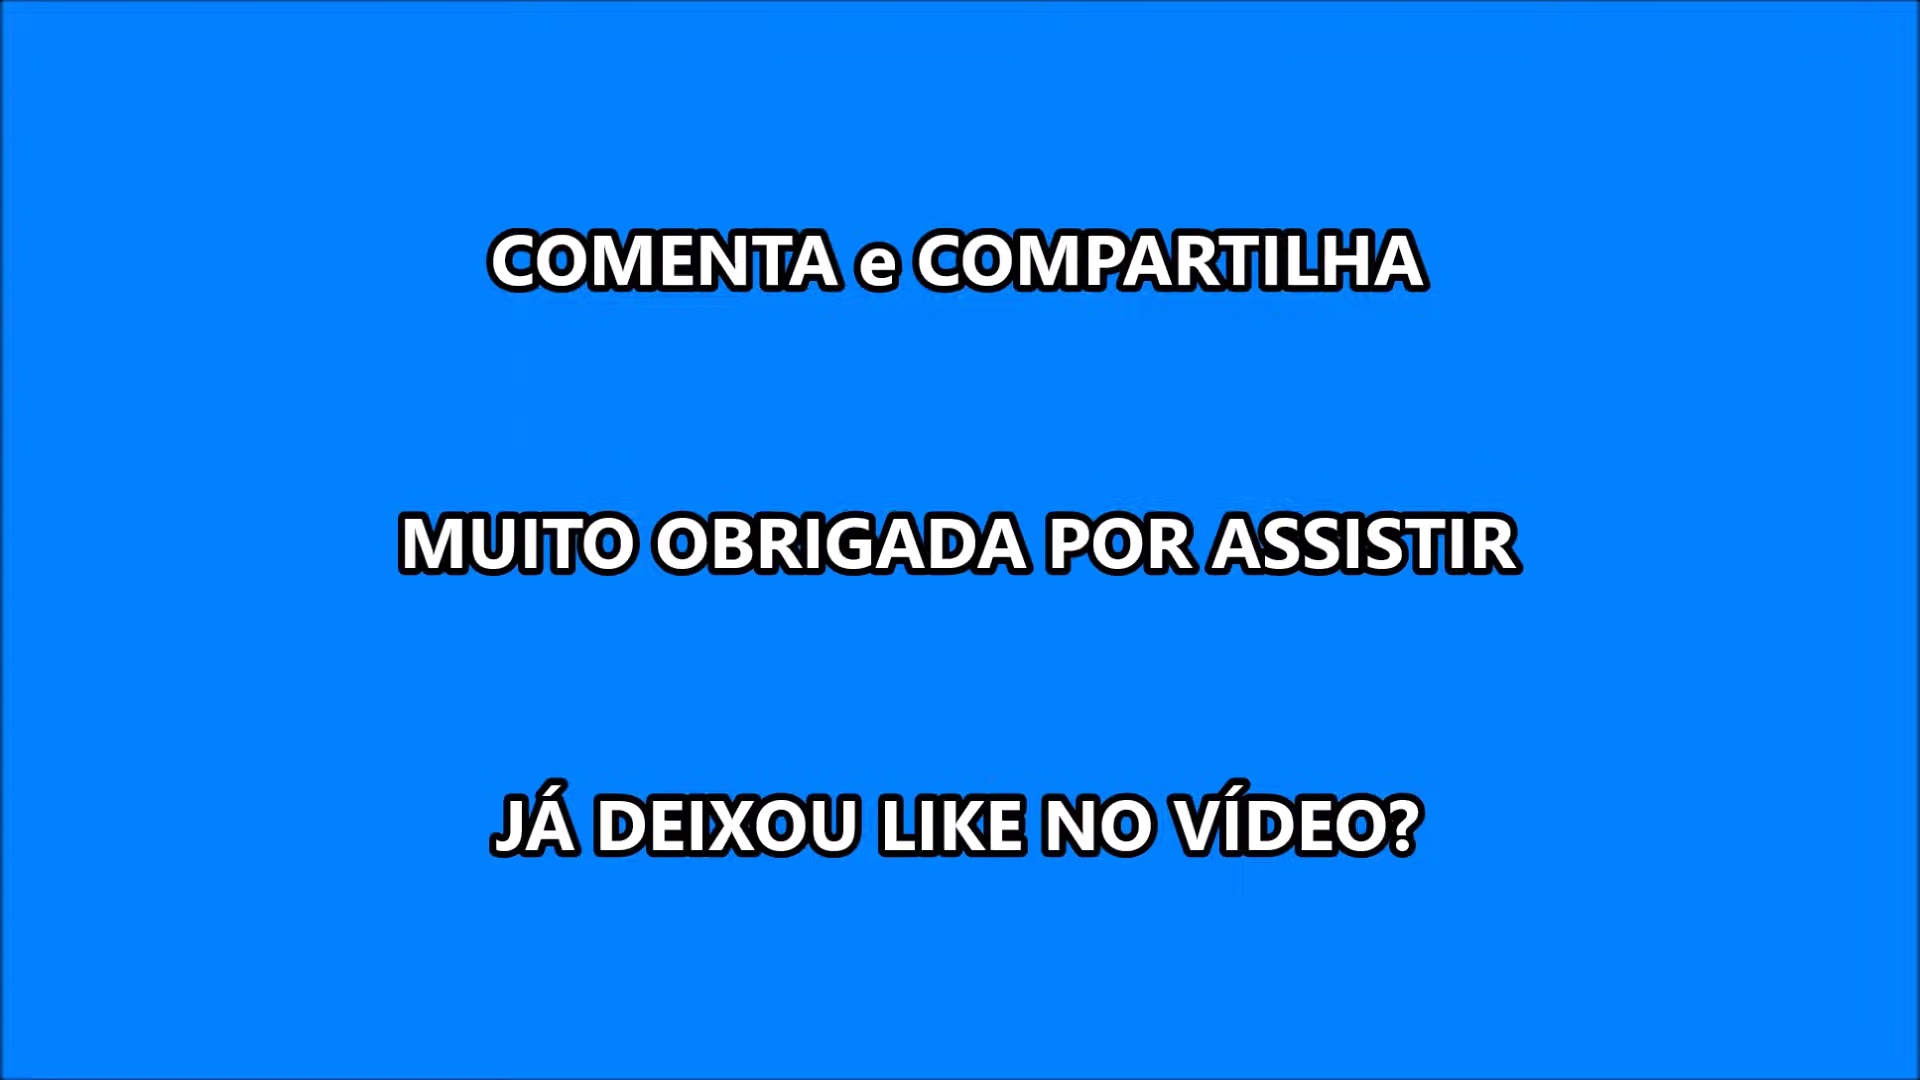 COMENTA e COMPARTILHA
MUITO OBRIGADA POR ASSISTIR
JÁ DEIXOU LIKE NO VÍDEO?